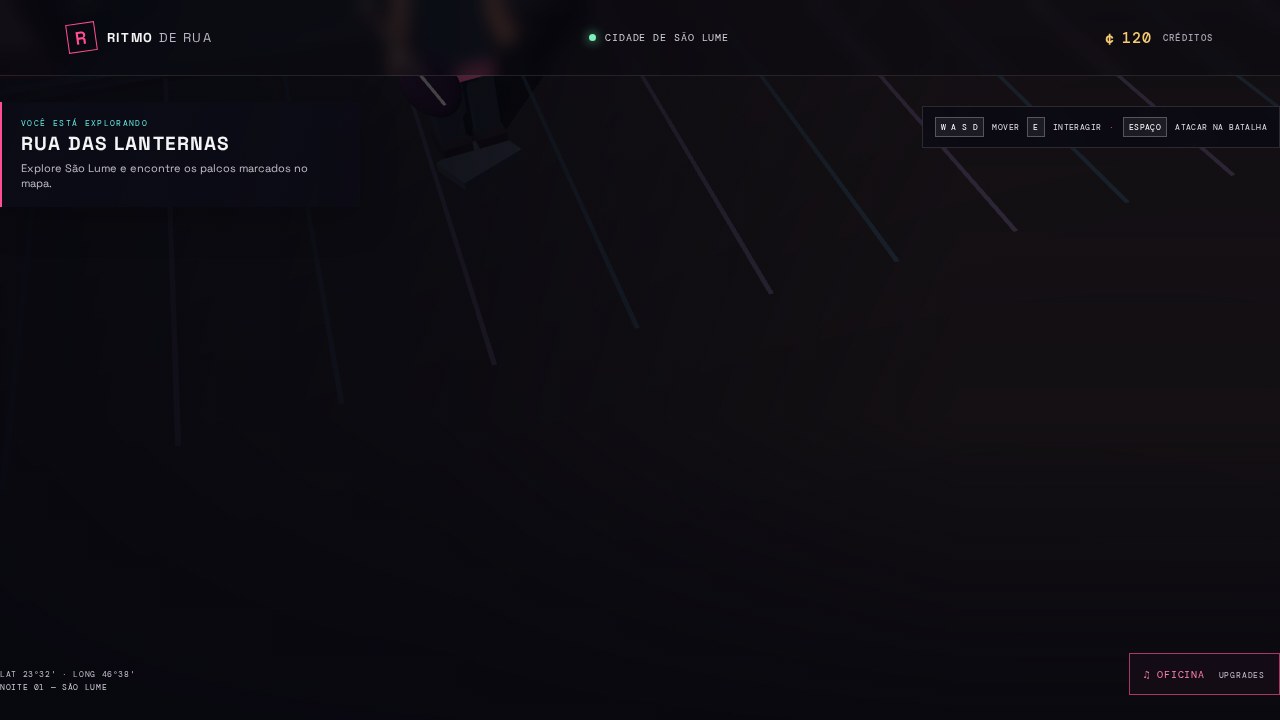 R RITMO DE RUA
CIDADE DE SÃO LUME
¢ 120 CRÉDITOS
VOCÊ ESTÁ EXPLORANDO
RUA DAS LANTERNAS
Explore São Lume e encontre os palcos marcados no
mapa.
W A S D MOVER E INTERAGIR · ESPAÇO ATACAR NA BATALHA
LAT 23°32' · LONG 46°38'
NOITE 01 — SÃO LUME
♫ OFICINA UPGRADES